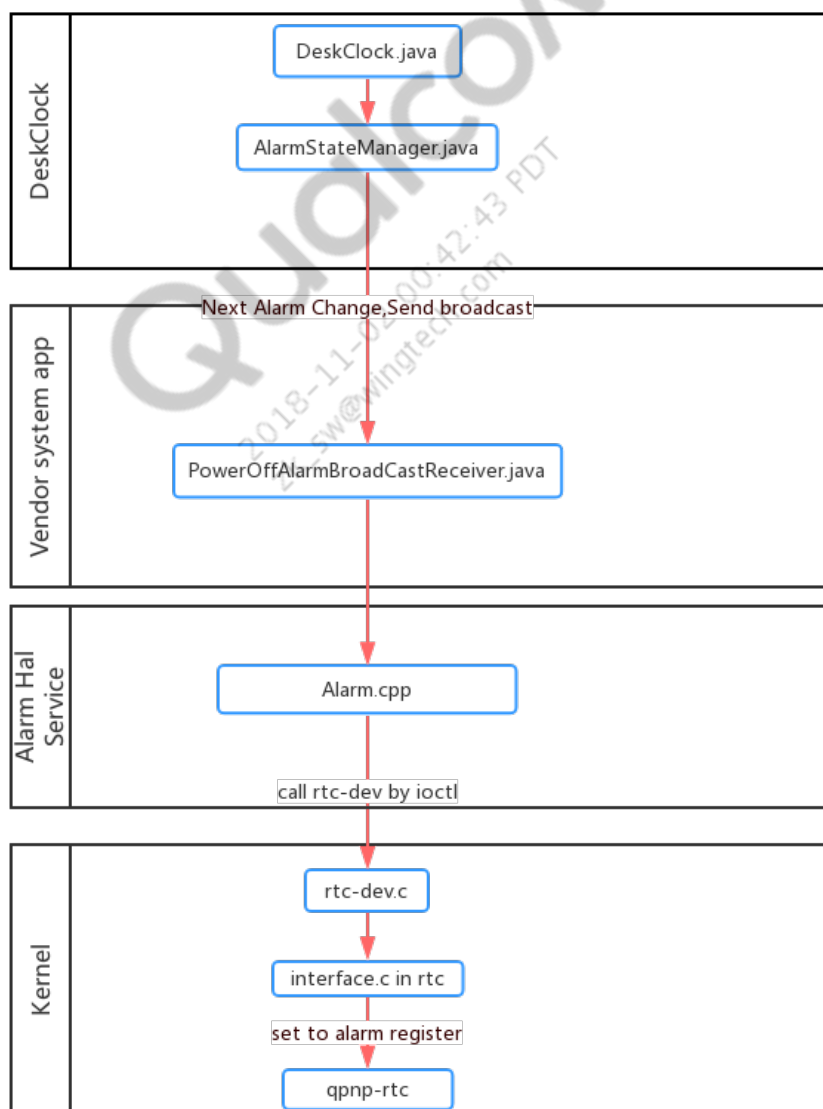 DeskClock
DeskClock.java
AlarmStateManager.java
Next Alarm Change,Send broadcast
Vendor system app
PowerOffAlarmBroadCastReceiver.java
Alarm Hal
Service
Alarm.cpp
call rtc-dev by ioctl
Kernel
rtc-dev.c
interface.c in rtc
set to alarm register
qpnp-rtc
Qualco
2018-11-02 00:42:43 PDT